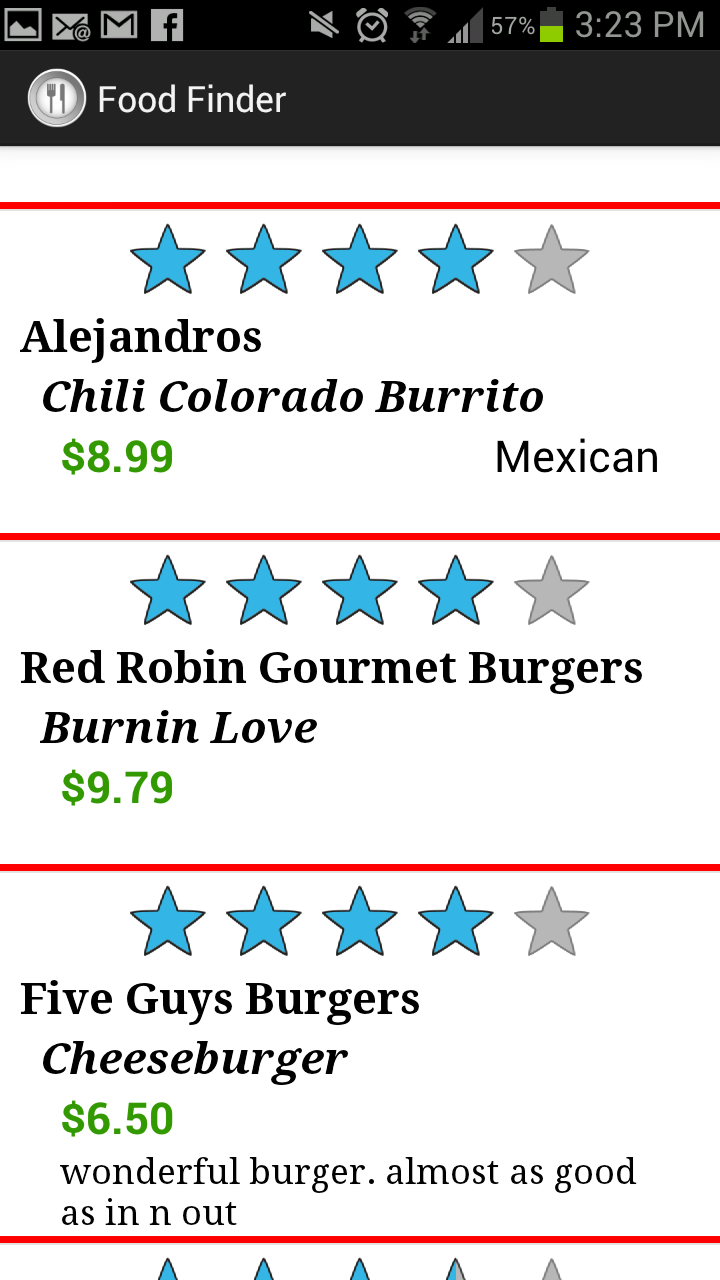 57% 3:23 PM
Food Finder
Alejandros
Chili Colorado Burrito
$8.99 Mexican
Red Robin Gourmet Burgers
Burnin Love
$9.79
Five Guys Burgers
Cheeseburger
$6.50
wonderful burger. almost as good
as in n out